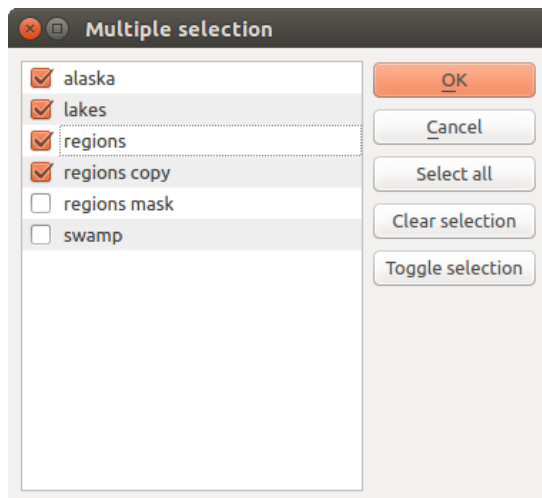 Multiple selection
alaska
lakes
regions
regions copy
regions mask
swamp
OK
Cancel
Select all
Clear selection
Toggle selection